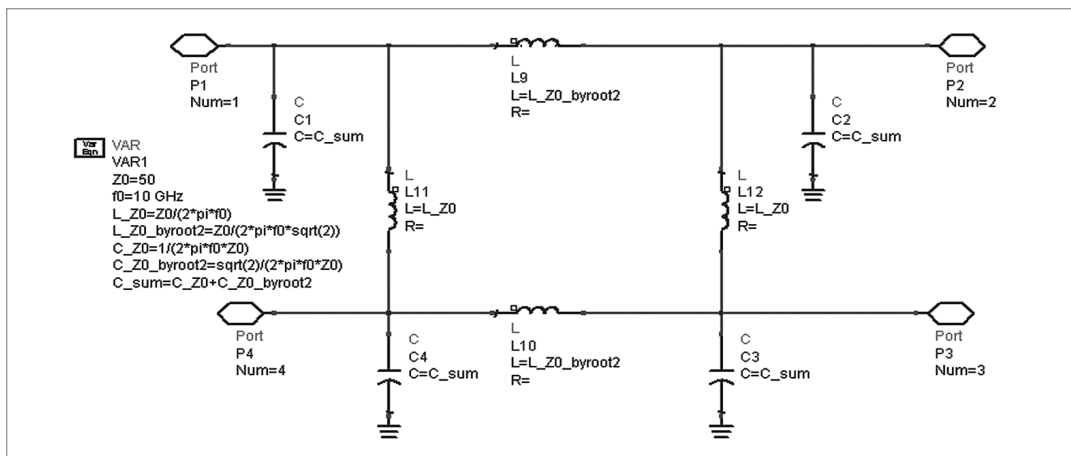 Port
P1
Num=1
L
L9
L=L_Z0_byroot2
R=
Port
P2
Num=2
C
C1
C=C_sum
C
C2
C=C_sum
Var
Eqn
VAR
VAR1
Z0=50
f0=10 GHz
L_Z0=Z0/(2*pi*f0)
L_Z0_byroot2=Z0/(2*pi*f0*sqrt(2))
C_Z0=1/(2*pi*f0*Z0)
C_Z0_byroot2=sqrt(2)/(2*pi*f0*Z0)
C_sum=C_Z0+C_Z0_byroot2
L
L11
L=L_Z0
R=
L
L12
L=L_Z0
R=
Port
P4
Num=4
L
L10
L=L_Z0_byroot2
R=
Port
P3
Num=3
C
C4
C=C_sum
C
C3
C=C_sum